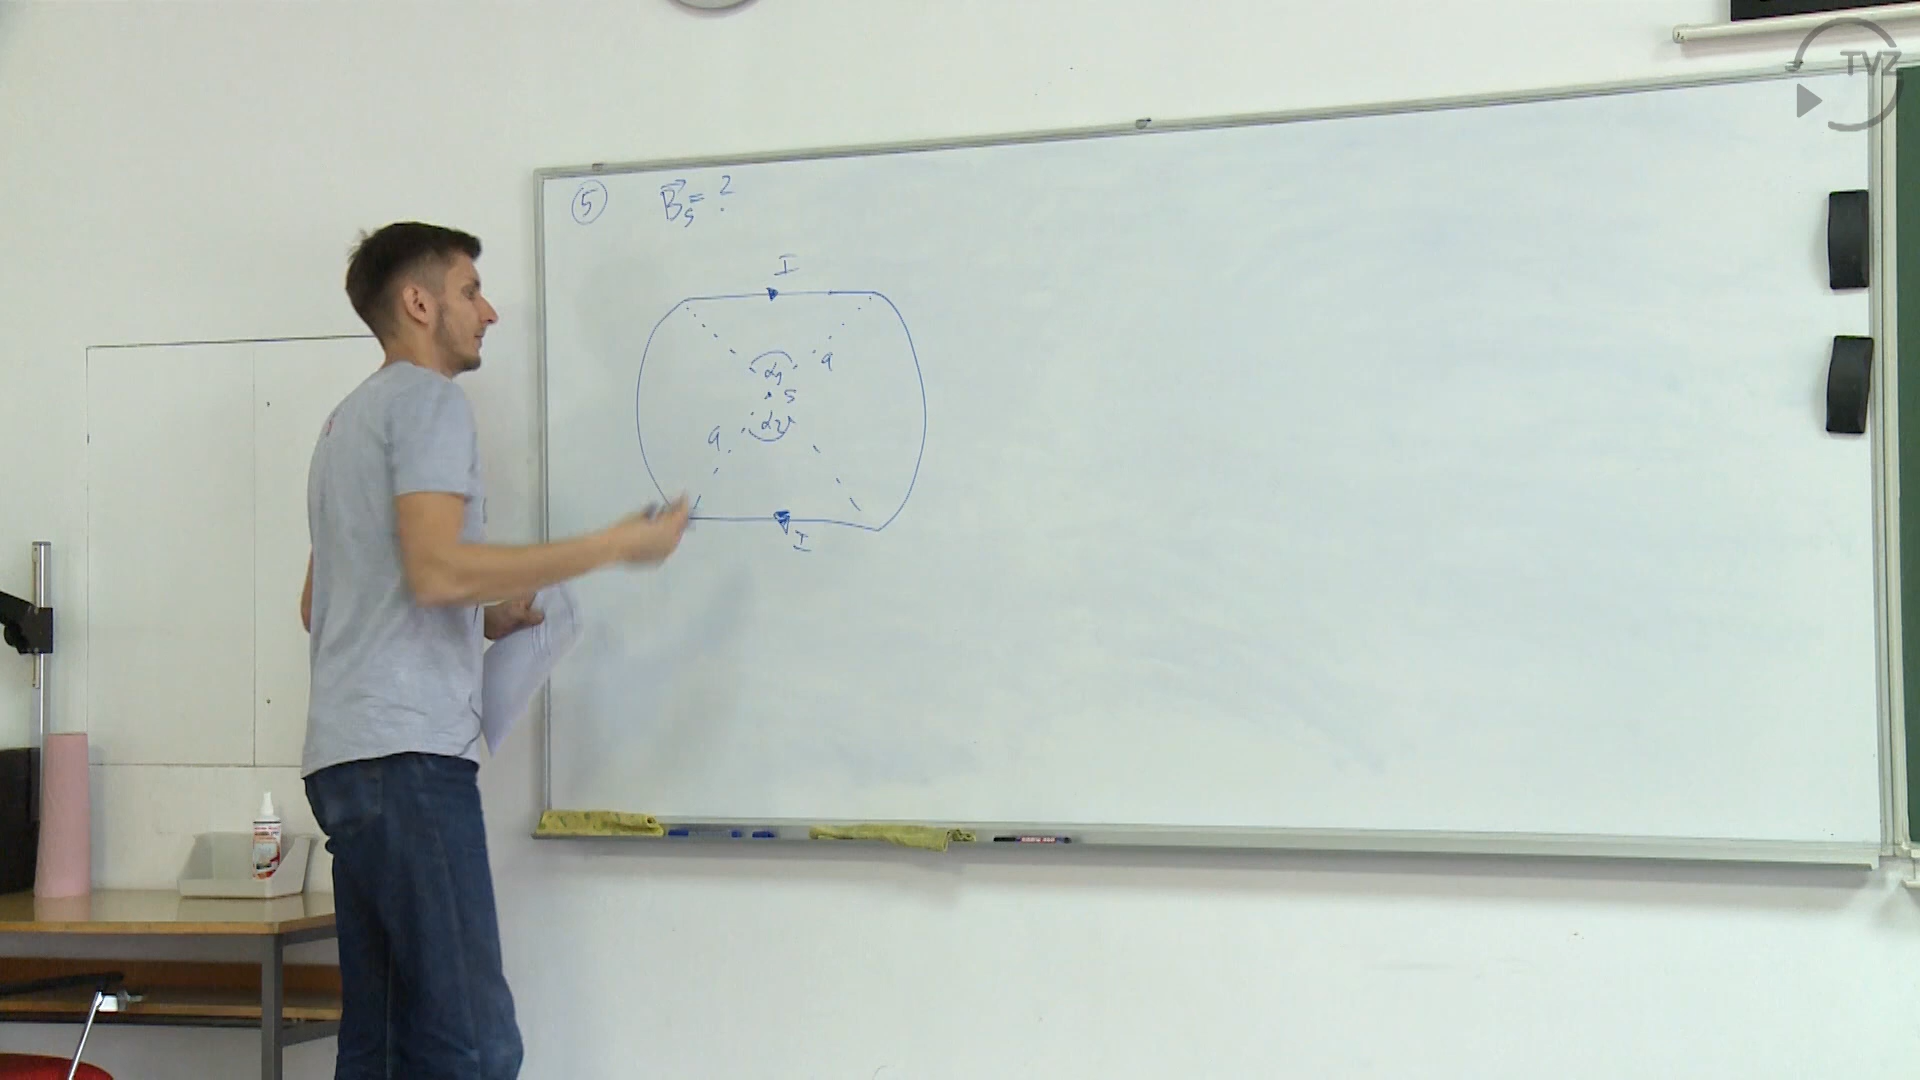 5 B⃗s = ?
I
α1 a
S
a α2
I
TVZ